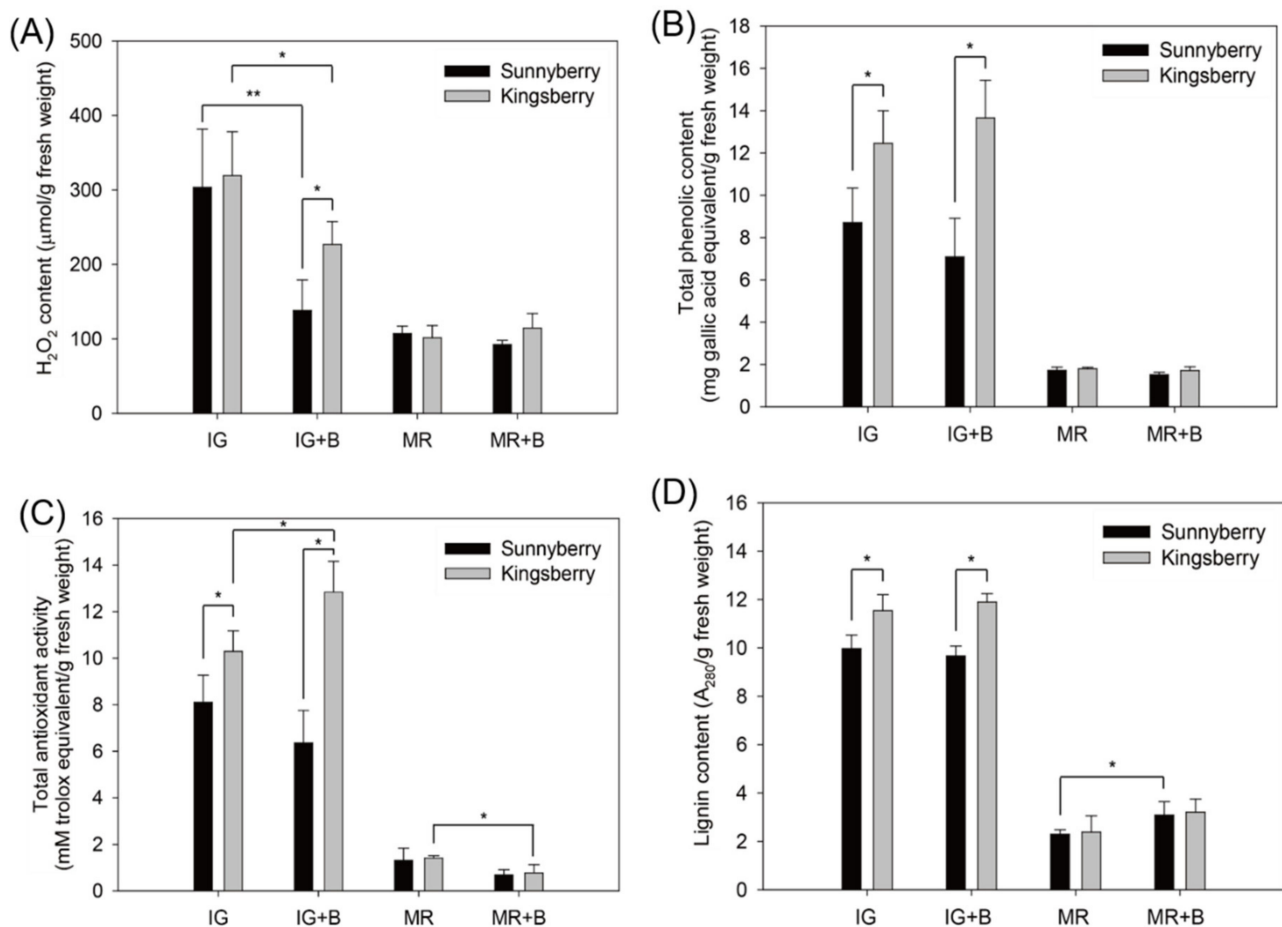 (A)
H₂O₂ content (μmol/g fresh weight)
500
400
300
200
100
0
**
*
*
Sunnyberry
Kingsberry
IG
IG+B
MR
MR+B
(B)
Total phenolic content
(mg gallic acid equivalent/g fresh weight)
18
16
14
12
10
8
6
4
2
0
*
*
Sunnyberry
Kingsberry
IG
IG+B
MR
MR+B
(C)
Total antioxidant activity
(mM trolox equivalent/g fresh weight)
16
14
12
10
8
6
4
2
0
*
*
*
*
Sunnyberry
Kingsberry
IG
IG+B
MR
MR+B
(D)
Lignin content (A₂₈₀/g fresh weight)
16
14
12
10
8
6
4
2
0
*
*
*
Sunnyberry
Kingsberry
IG
IG+B
MR
MR+B